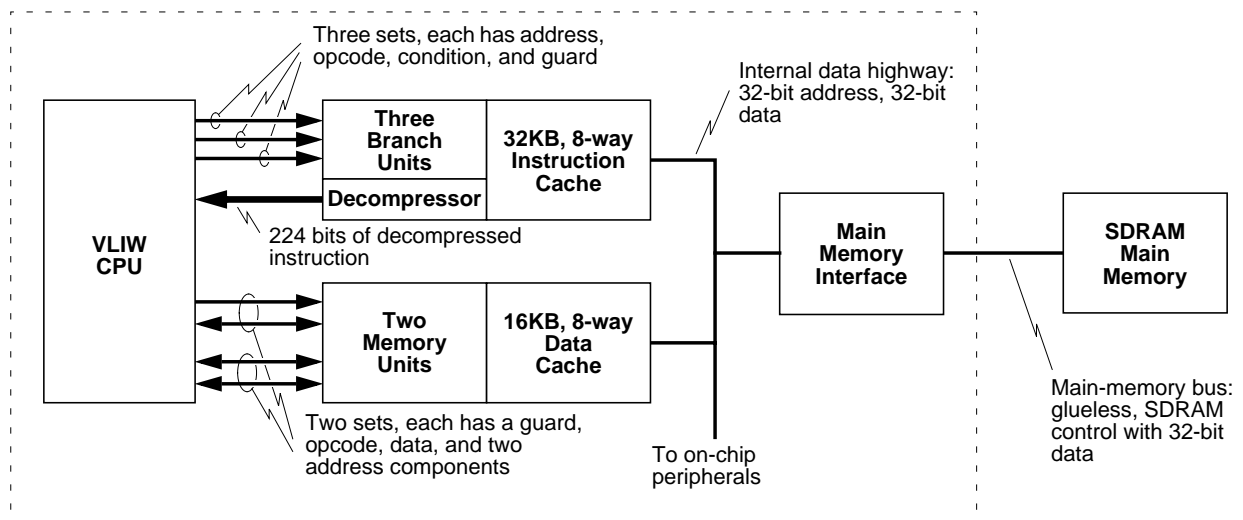 Three sets, each has address,
opcode, condition, and guard
Internal data highway:
32-bit address, 32-bit
data
VLIW
CPU
Three
Branch
Units
Decompressor
32KB, 8-way
Instruction
Cache
224 bits of decompressed
instruction
Main
Memory
Interface
SDRAM
Main
Memory
Two
Memory
Units
16KB, 8-way
Data
Cache
Two sets, each has a guard,
opcode, data, and two
address components
To on-chip
peripherals
Main-memory bus:
glueless, SDRAM
control with 32-bit
data